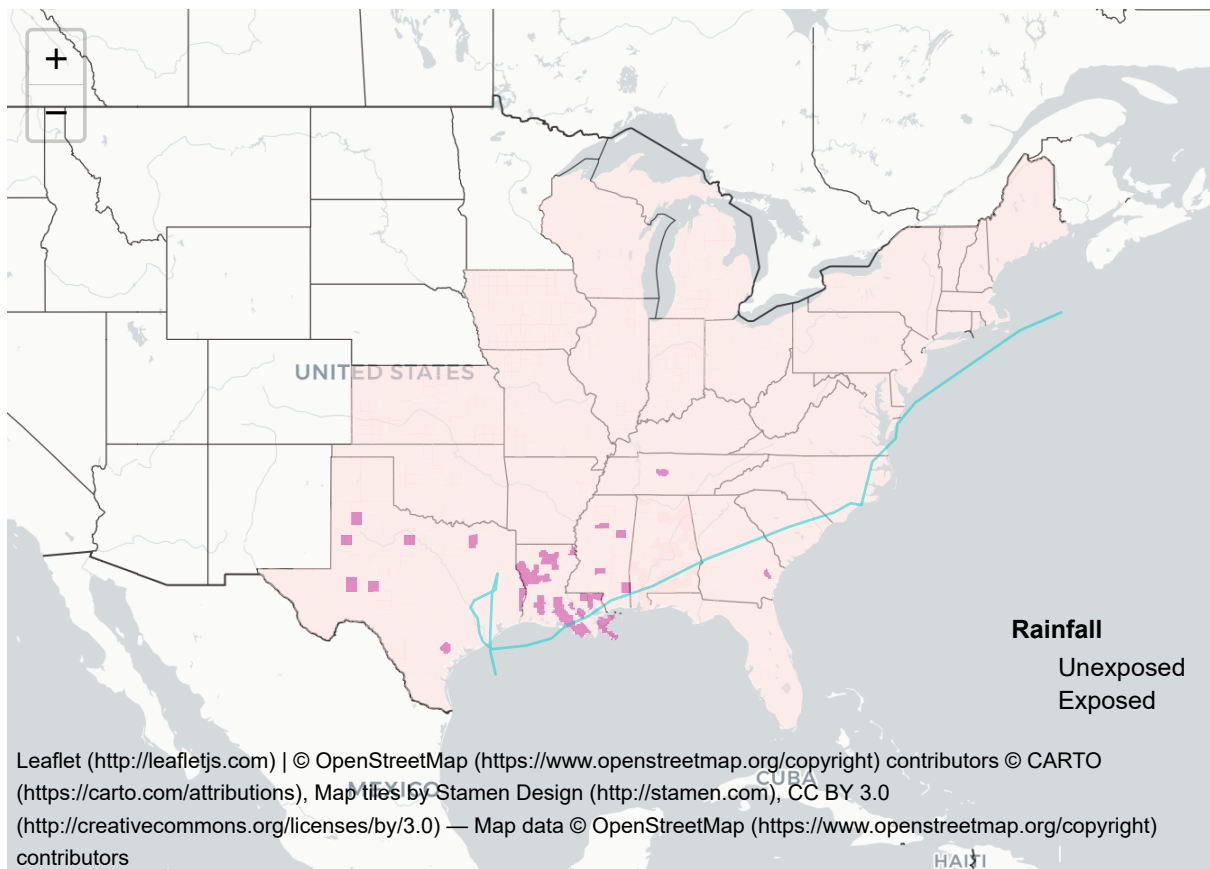 +
−
UNITED STATES
Rainfall
Unexposed
Exposed
Leaflet (http://leafletjs.com) | © OpenStreetMap (https://www.openstreetmap.org/copyright) contributors © CARTO
(https://carto.com/attributions), Map tiles by Stamen Design (http://stamen.com), CC BY 3.0
(http://creativecommons.org/licenses/by/3.0) — Map data © OpenStreetMap (https://www.openstreetmap.org/copyright)
contributors
MÉXICO
CUBA
HAITI